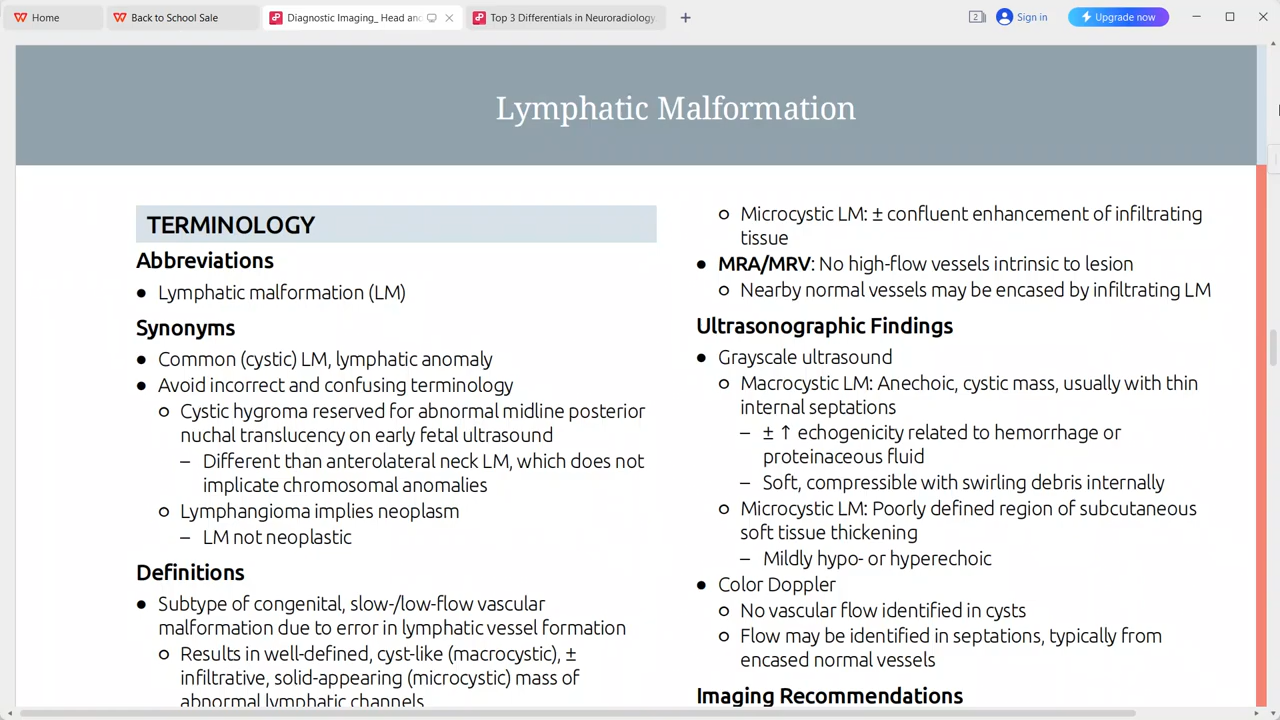 Home
Back to School Sale
Diagnostic Imaging_ Head and
Top 3 Differentials in Neuroradiology
2
Sign in
Upgrade now
Lymphatic Malformation
TERMINOLOGY
Abbreviations
● Lymphatic malformation (LM)
Synonyms
● Common (cystic) LM, lymphatic anomaly
● Avoid incorrect and confusing terminology
○ Cystic hygroma reserved for abnormal midline posterior
nuchal translucency on early fetal ultrasound
– Different than anterolateral neck LM, which does not
implicate chromosomal anomalies
○ Lymphangioma implies neoplasm
– LM not neoplastic
Definitions
● Subtype of congenital, slow-/low-flow vascular
malformation due to error in lymphatic vessel formation
○ Results in well-defined, cyst-like (macrocystic), ±
infiltrative, solid-appearing (microcystic) mass of
abnormal lymphatic channels
○ Microcystic LM: ± confluent enhancement of infiltrating
tissue
● MRA/MRV: No high-flow vessels intrinsic to lesion
○ Nearby normal vessels may be encased by infiltrating LM
Ultrasonographic Findings
● Grayscale ultrasound
○ Macrocystic LM: Anechoic, cystic mass, usually with thin
internal septations
– ± ↑ echogenicity related to hemorrhage or
proteinaceous fluid
– Soft, compressible with swirling debris internally
○ Microcystic LM: Poorly defined region of subcutaneous
soft tissue thickening
– Mildly hypo- or hyperechoic
● Color Doppler
○ No vascular flow identified in cysts
○ Flow may be identified in septations, typically from
encased normal vessels
Imaging Recommendations